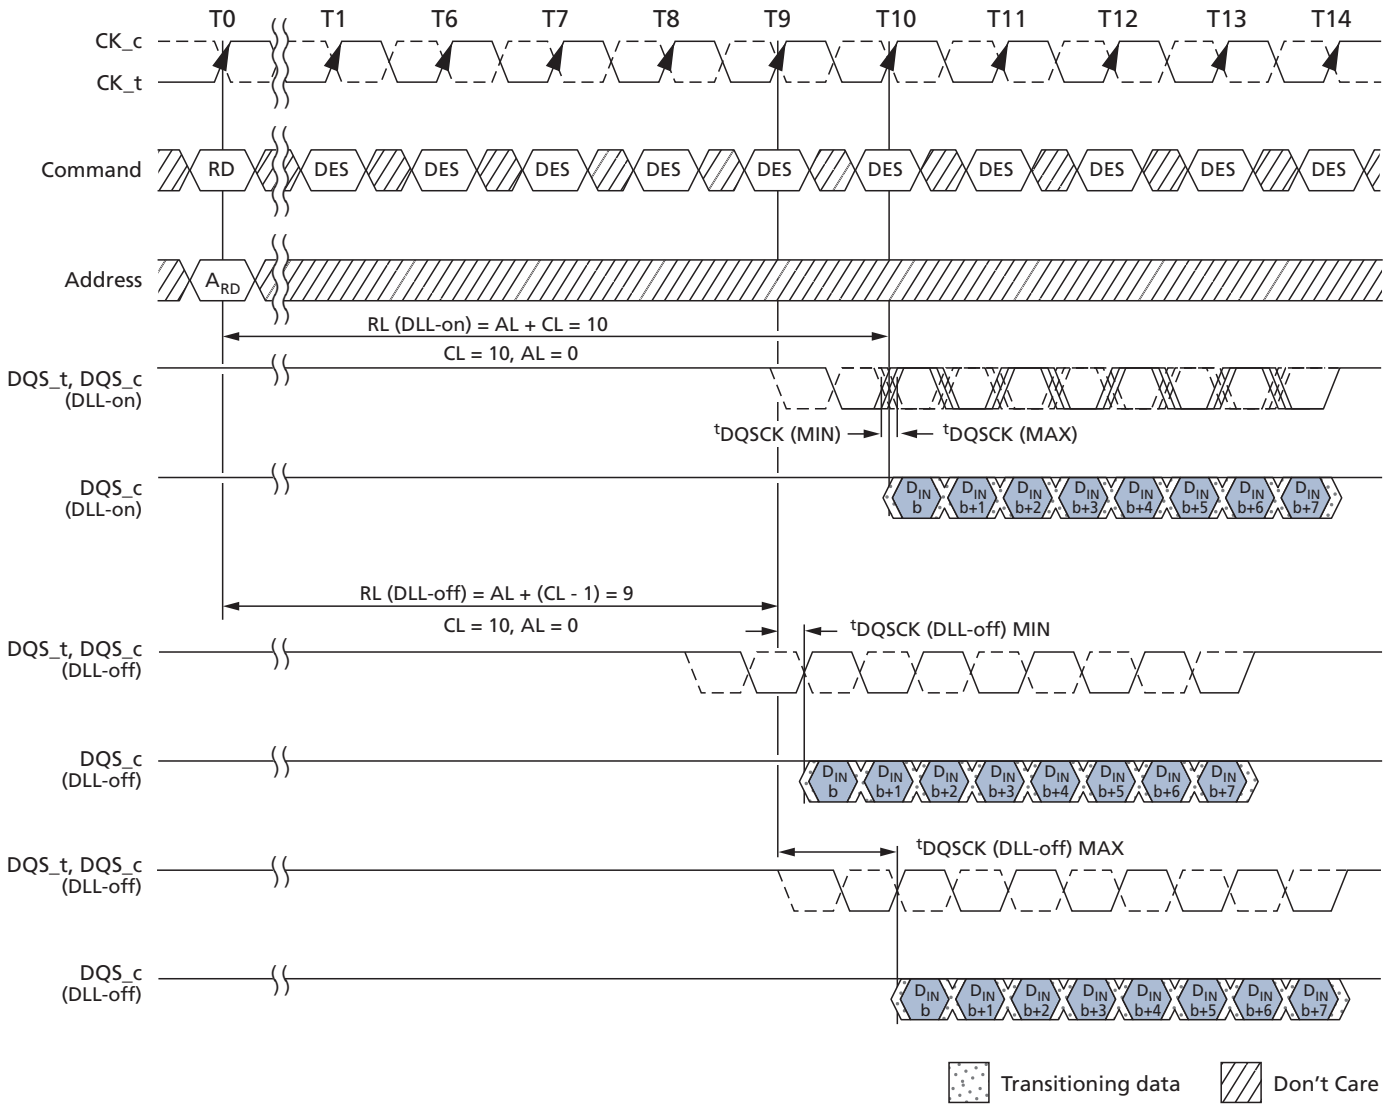 T0 T1 T6 T7 T8 T9 T10 T11 T12 T13 T14
CK_c
CK_t
Command RD DES DES DES DES DES DES DES DES DES DES
Address ARD
RL (DLL-on) = AL + CL = 10
CL = 10, AL = 0
DQS_t, DQS_c
(DLL-on)
tDQSCK (MIN) tDQSCK (MAX)
DQS_c
(DLL-on)
DIN DIN DIN DIN DIN DIN DIN DIN
b b+1 b+2 b+3 b+4 b+5 b+6 b+7
RL (DLL-off) = AL + (CL - 1) = 9
CL = 10, AL = 0
tDQSCK (DLL-off) MIN
DQS_t, DQS_c
(DLL-off)
DQS_c
(DLL-off)
DIN DIN DIN DIN DIN DIN DIN DIN
b b+1 b+2 b+3 b+4 b+5 b+6 b+7
tDQSCK (DLL-off) MAX
DQS_t, DQS_c
(DLL-off)
DQS_c
(DLL-off)
DIN DIN DIN DIN DIN DIN DIN DIN
b b+1 b+2 b+3 b+4 b+5 b+6 b+7
Transitioning data Don't Care